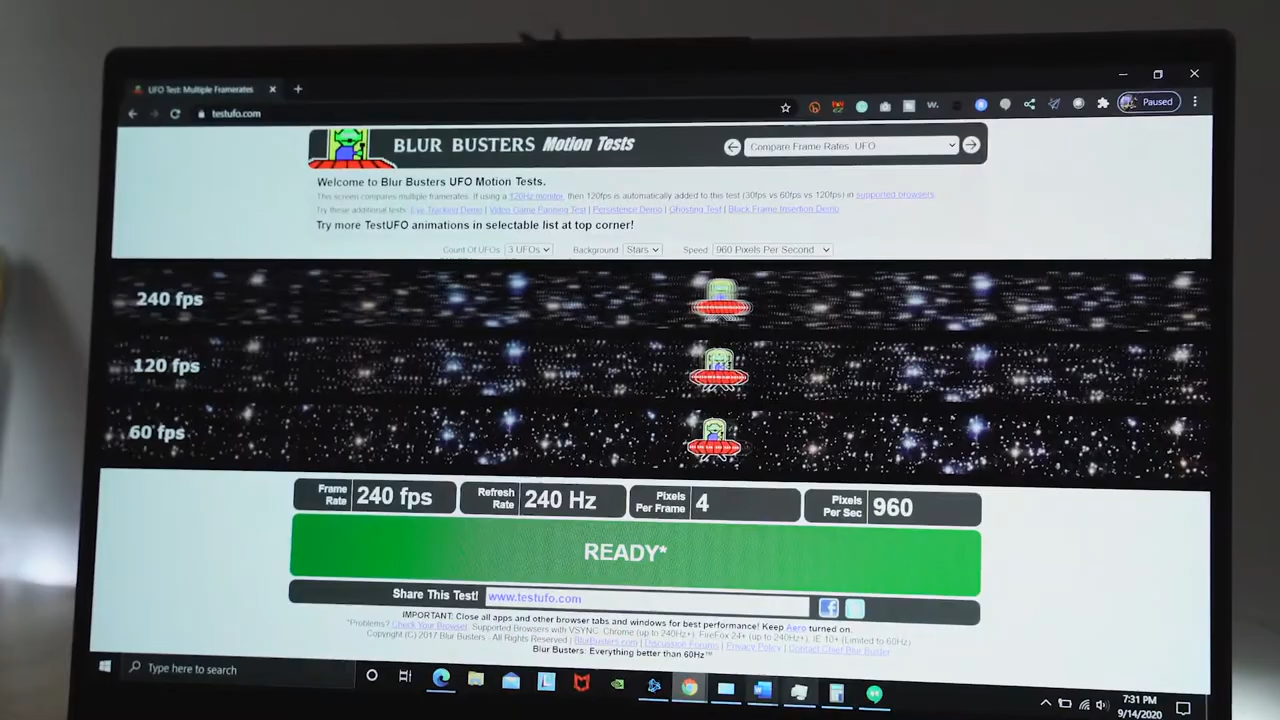 UFO Test: Multiple Framerates
testufo.com
Paused
BLUR BUSTERS Motion Tests
Compare Frame Rates: UFO
Welcome to Blur Busters UFO Motion Tests.
This screen compares multiple framerates. If using a 120Hz monitor, then 120fps is automatically added to this test (30fps vs 60fps vs 120fps) in supported browsers.
Try these additional tests: Eye Tracking Demo | Video Game Panning Test | Persistence Demo | Ghosting Test | Black Frame Insertion Demo
Try more TestUFO animations in selectable list at top corner!
Count Of UFOs: 3 UFOs Background: Stars Speed: 960 Pixels Per Second
240 fps
120 fps
60 fps
Frame Rate 240 fps Refresh Rate 240 Hz Pixels Per Frame 4 Pixels Per Sec 960
READY*
Share This Test! www.testufo.com
IMPORTANT: Close all apps and other browser tabs and windows for best performance! Keep Aero turned on.
*Problems? Check Your Browser. Supported Browsers with VSYNC: Chrome (up to 240Hz+), FireFox 24+ (up to 240Hz+), IE 10+ (Limited to 60Hz)
Copyright (C) 2017 Blur Busters - All Rights Reserved | BlurBusters.com | Discussion Forums | Privacy Policy | Contact Chief Blur Buster
Blur Busters: Everything better than 60Hz™
Type here to search
7:31 PM
9/14/2020